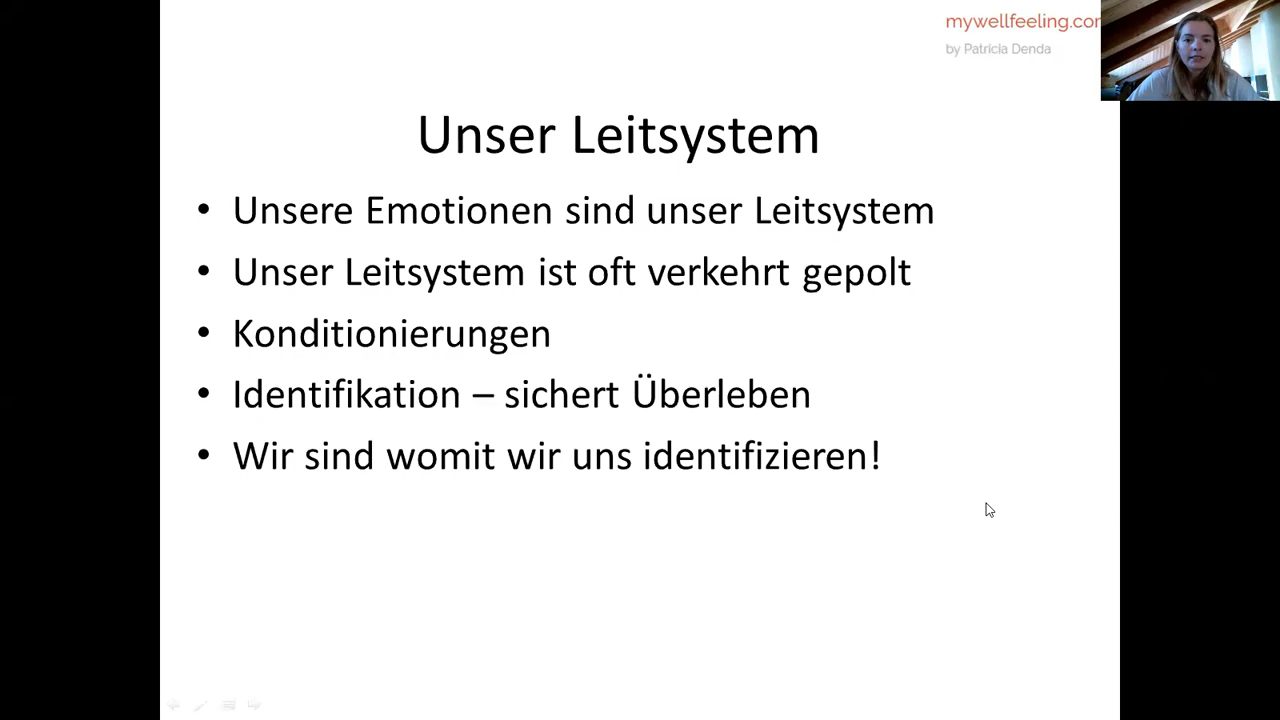 mywellfeeling.com
by Patricia Denda
Unser Leitsystem
• Unsere Emotionen sind unser Leitsystem
• Unser Leitsystem ist oft verkehrt gepolt
• Konditionierungen
• Identifikation – sichert Überleben
• Wir sind womit wir uns identifizieren!